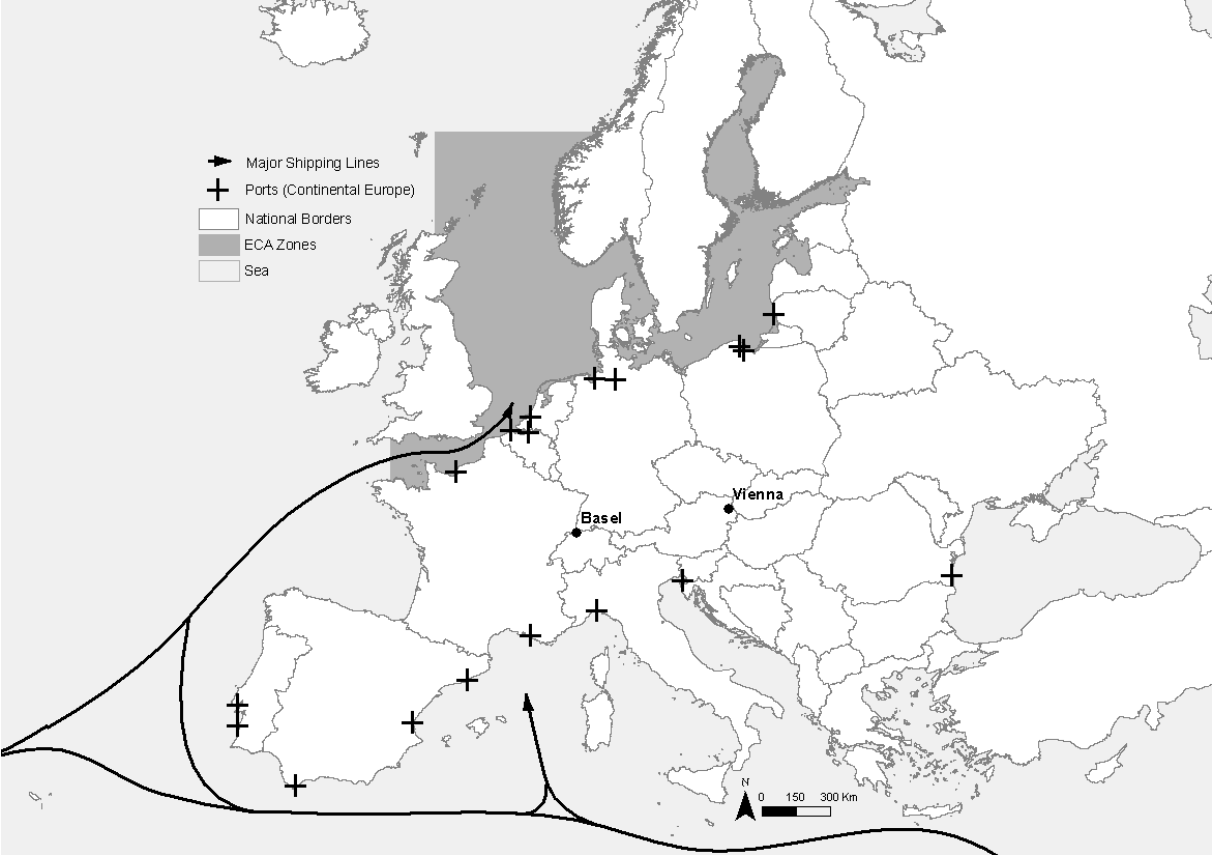 Major Shipping Lines
Ports (Continental Europe)
National Borders
ECA Zones
Sea
Vienna
Basel
N
0 150 300 Km